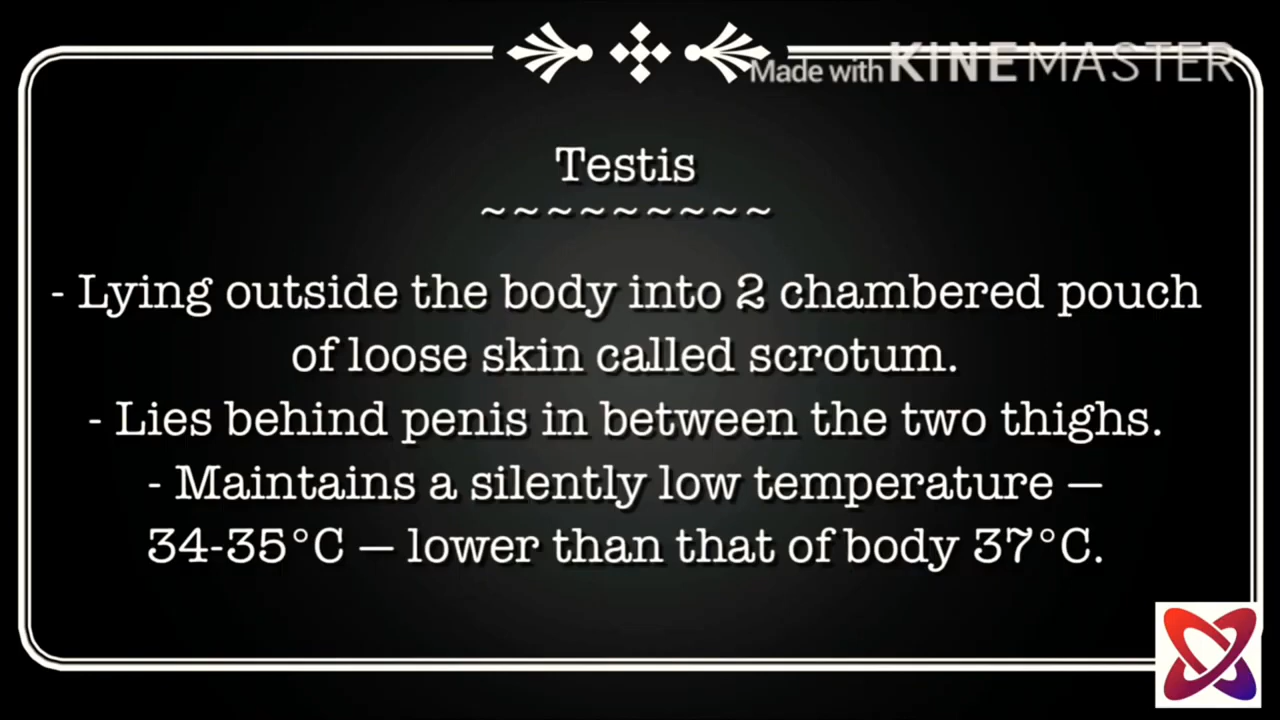 Made with KINEMASTER
Testis
~~~~~~~~~
- Lying outside the body into 2 chambered pouch
of loose skin called scrotum.
- Lies behind penis in between the two thighs.
- Maintains a silently low temperature —
34-35°C — lower than that of body 37°C.